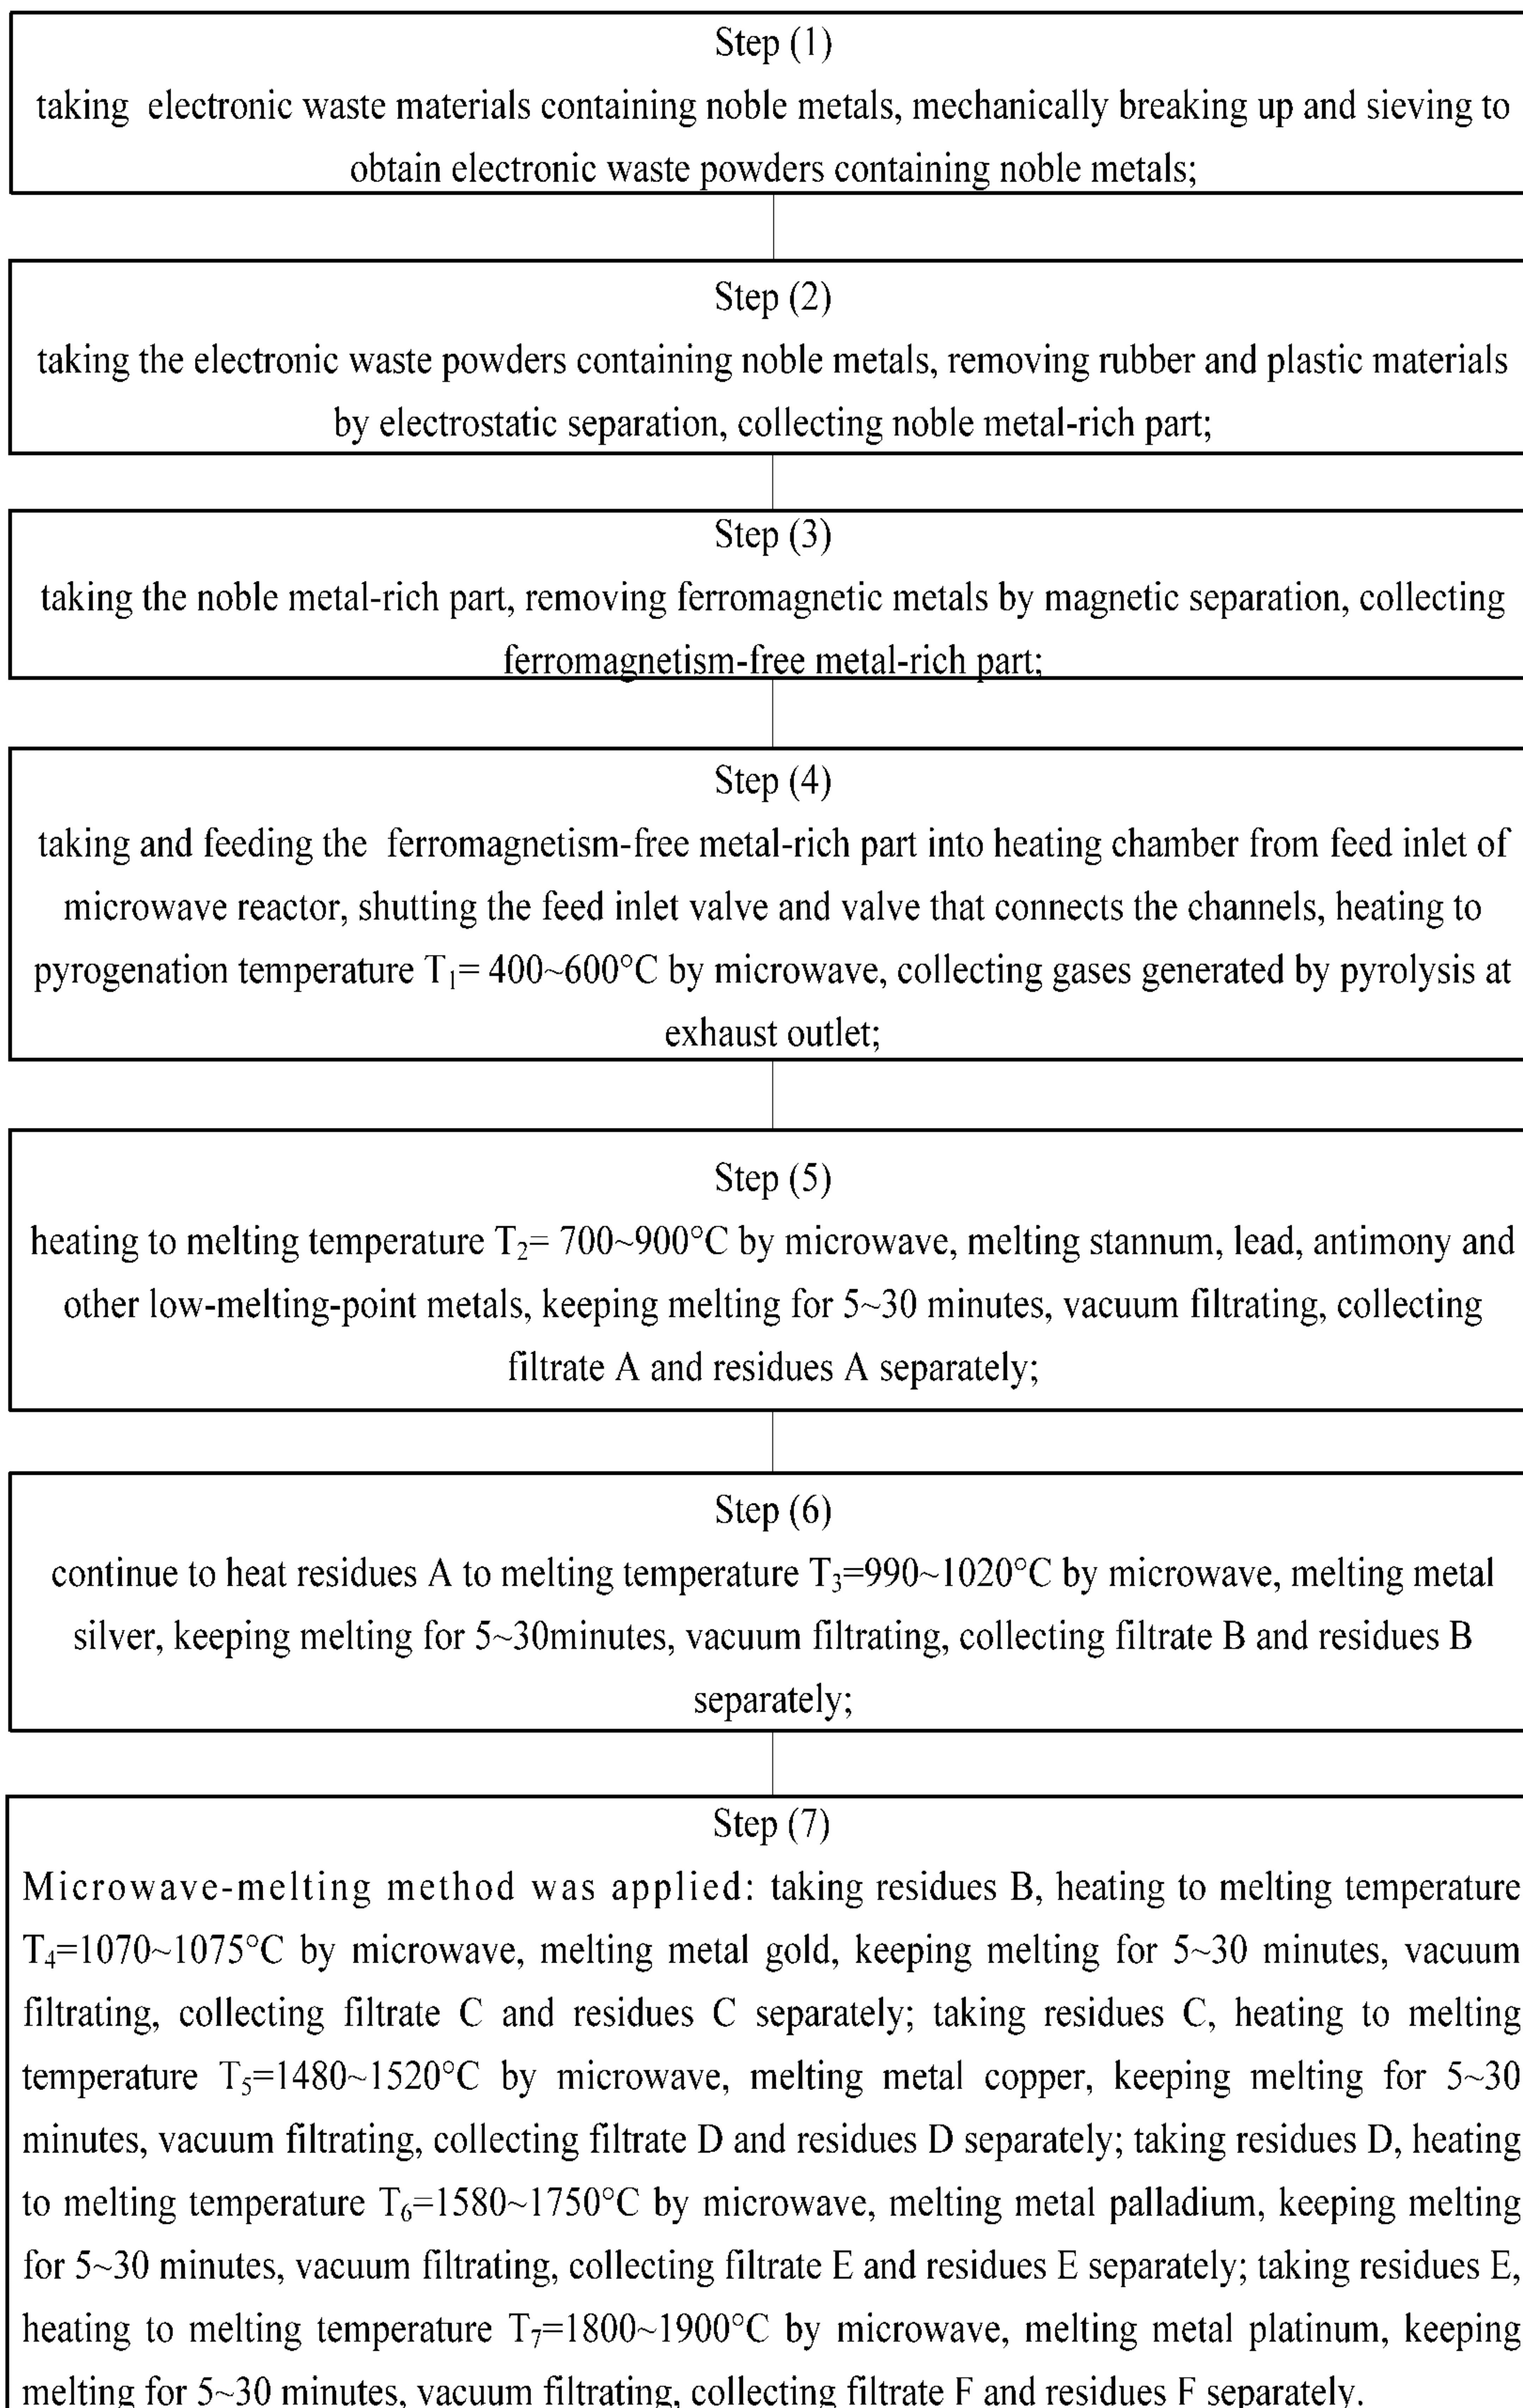 Step (1)
taking electronic waste materials containing noble metals, mechanically breaking up and sieving to
obtain electronic waste powders containing noble metals;
Step (2)
taking the electronic waste powders containing noble metals, removing rubber and plastic materials
by electrostatic separation, collecting noble metal-rich part;
Step (3)
taking the noble metal-rich part, removing ferromagnetic metals by magnetic separation, collecting
ferromagnetism-free metal-rich part;
Step (4)
taking and feeding the ferromagnetism-free metal-rich part into heating chamber from feed inlet of
microwave reactor, shutting the feed inlet valve and valve that connects the channels, heating to
pyrogenation temperature T₁= 400~600°C by microwave, collecting gases generated by pyrolysis at
exhaust outlet;
Step (5)
heating to melting temperature T₂= 700~900°C by microwave, melting stannum, lead, antimony and
other low-melting-point metals, keeping melting for 5~30 minutes, vacuum filtrating, collecting
filtrate A and residues A separately;
Step (6)
continue to heat residues A to melting temperature T₃=990~1020°C by microwave, melting metal
silver, keeping melting for 5~30minutes, vacuum filtrating, collecting filtrate B and residues B
separately;
Step (7)
Microwave-melting method was applied: taking residues B, heating to melting temperature
T₄=1070~1075°C by microwave, melting metal gold, keeping melting for 5~30 minutes, vacuum
filtrating, collecting filtrate C and residues C separately; taking residues C, heating to melting
temperature T₅=1480~1520°C by microwave, melting metal copper, keeping melting for 5~30
minutes, vacuum filtrating, collecting filtrate D and residues D separately; taking residues D, heating
to melting temperature T₆=1580~1750°C by microwave, melting metal palladium, keeping melting
for 5~30 minutes, vacuum filtrating, collecting filtrate E and residues E separately; taking residues E,
heating to melting temperature T₇=1800~1900°C by microwave, melting metal platinum, keeping
melting for 5~30 minutes, vacuum filtrating, collecting filtrate F and residues F separately.